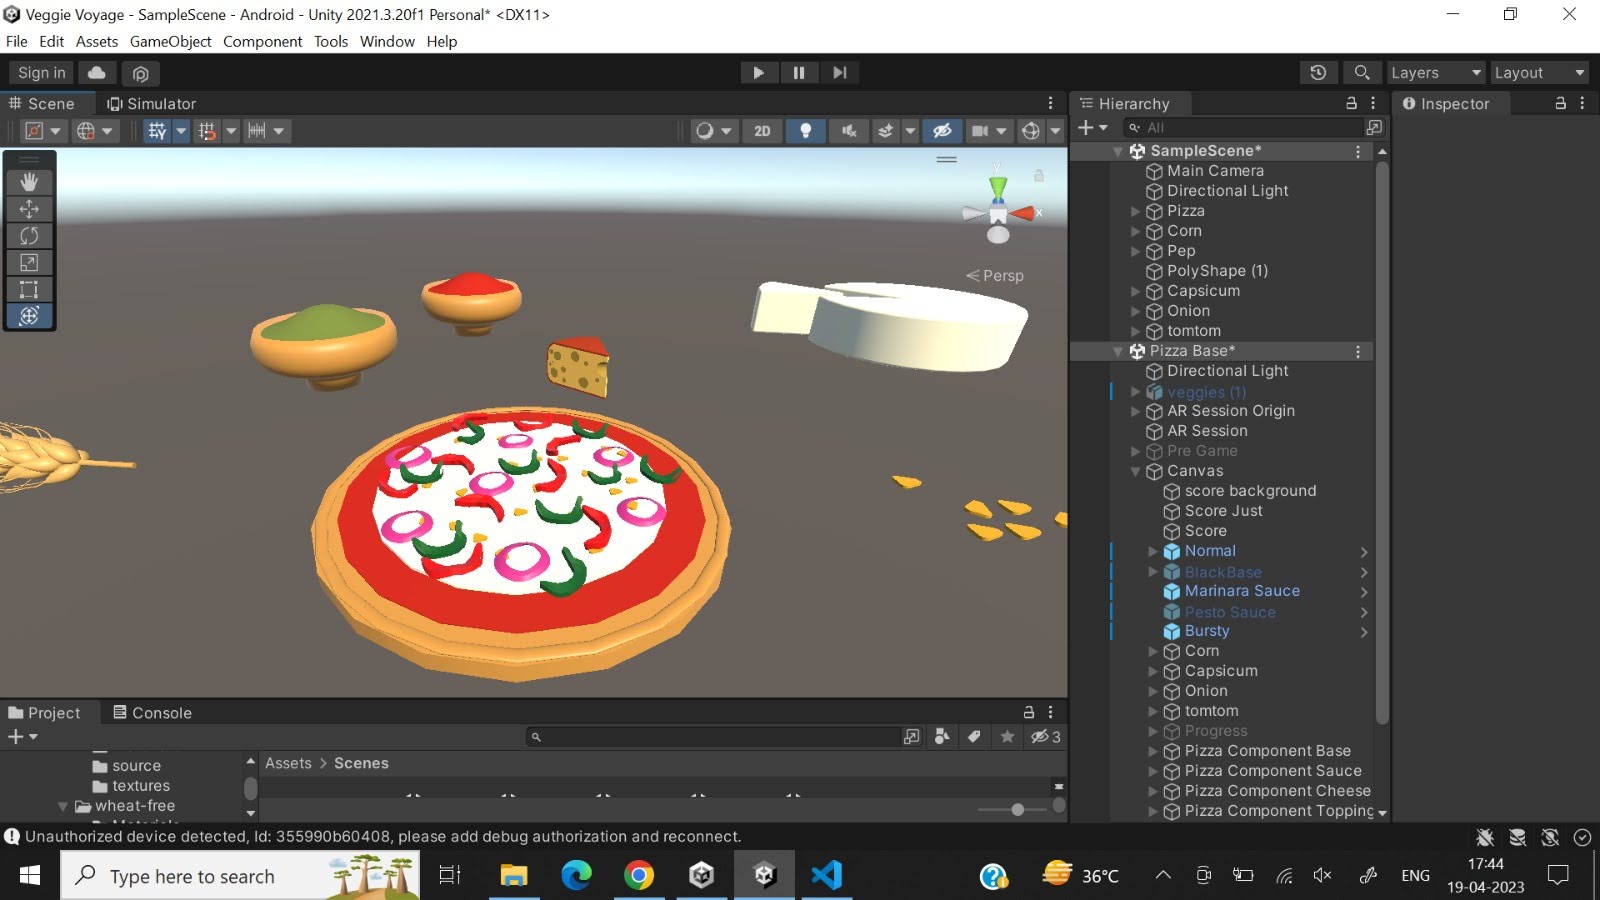 Veggie Voyage - SampleScene - Android - Unity 2021.3.20f1 Personal* <DX11>
File Edit Assets GameObject Component Tools Window Help
Sign in
Layers
Layout
Scene
Simulator
Hierarchy
Inspector
2D
All
y
x
Persp
SampleScene*
Main Camera
Directional Light
Pizza
Corn
Pep
PolyShape (1)
Capsicum
Onion
tomtom
Pizza Base*
Directional Light
veggies (1)
AR Session Origin
AR Session
Pre Game
Canvas
score background
Score Just
Score
Normal
BlackBase
Marinara Sauce
Pesto Sauce
Bursty
Corn
Capsicum
Onion
tomtom
Progress
Pizza Component Base
Pizza Component Sauce
Pizza Component Cheese
Pizza Component Topping
Project
Console
3
source
textures
wheat-free
Assets > Scenes
Unauthorized device detected, Id: 355990b60408, please add debug authorization and reconnect.
Type here to search
36°C
ENG
17:44
19-04-2023